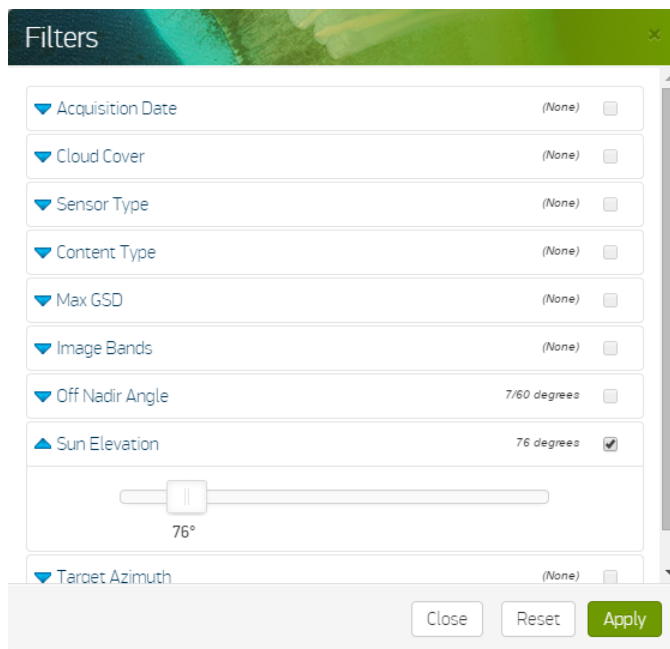 Filters
Acquisition Date (None)
Cloud Cover (None)
Sensor Type (None)
Content Type (None)
Max GSD (None)
Image Bands (None)
Off Nadir Angle 7/60 degrees
Sun Elevation 76 degrees
76°
Target Azimuth (None)
Close Reset Apply